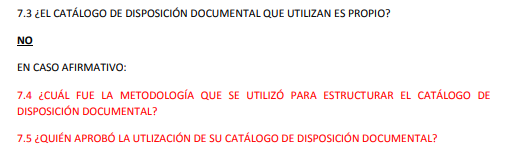 7.3 ¿EL CATÁLOGO DE DISPOSICIÓN DOCUMENTAL QUE UTILIZAN ES PROPIO?
NO
EN CASO AFIRMATIVO:
7.4 ¿CUÁL FUE LA METODOLOGÍA QUE SE UTILIZÓ PARA ESTRUCTURAR EL CATÁLOGO DE
DISPOSICIÓN DOCUMENTAL?
7.5 ¿QUIÉN APROBÓ LA UTLIZACIÓN DE SU CATÁLOGO DE DISPOSICIÓN DOCUMENTAL?